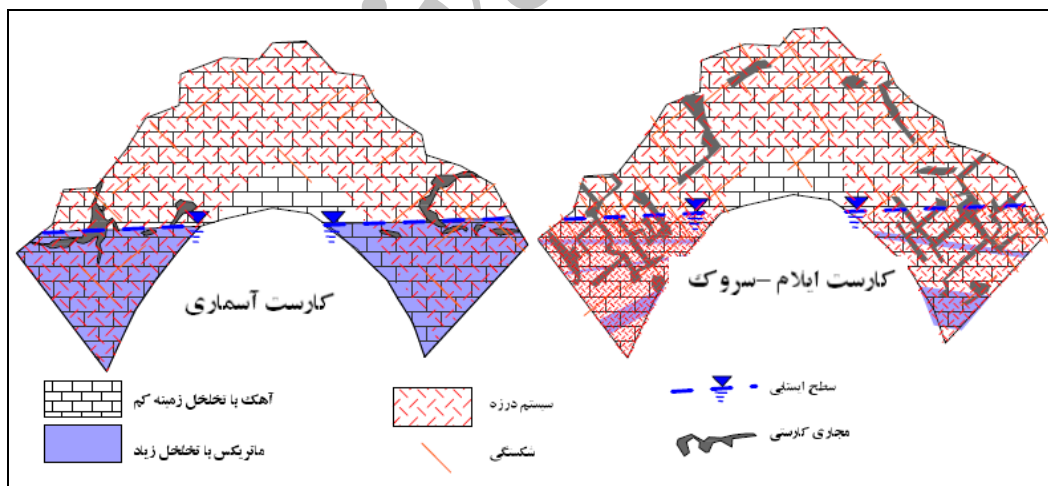 کارست ایلام –سروک
کارست آسماری
سطح ایستابی
سیستم درزه
آهک با تخلخل زمینه کم
مجاری کارستی
شکستگی
ماتریکس با تخلخل زیاد